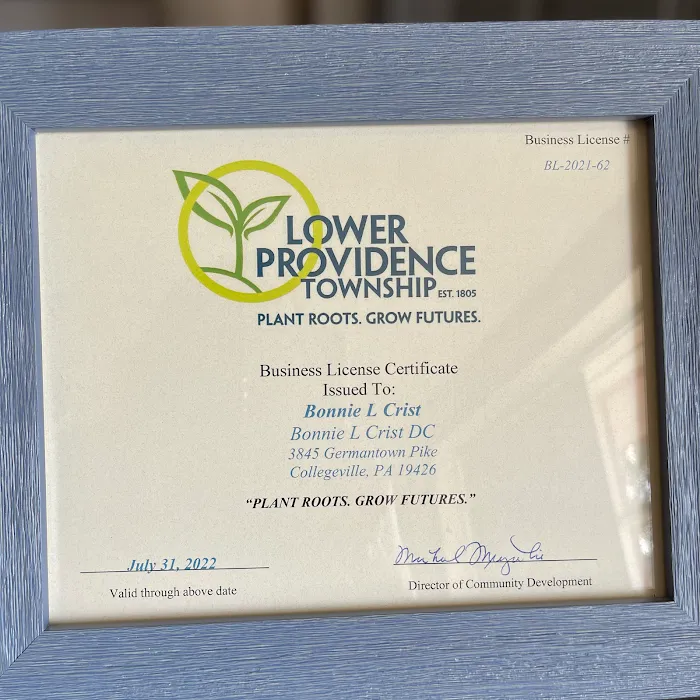 Business License #
BL-2021-62
LOWER
PROVIDENCE
TOWNSHIP EST. 1805
PLANT ROOTS. GROW FUTURES.
Business License Certificate
Issued To:
Bonnie L Crist
Bonnie L Crist DC
3845 Germantown Pike
Collegeville, PA 19426
“PLANT ROOTS. GROW FUTURES.”
July 31, 2022
Valid through above date
Director of Community Development